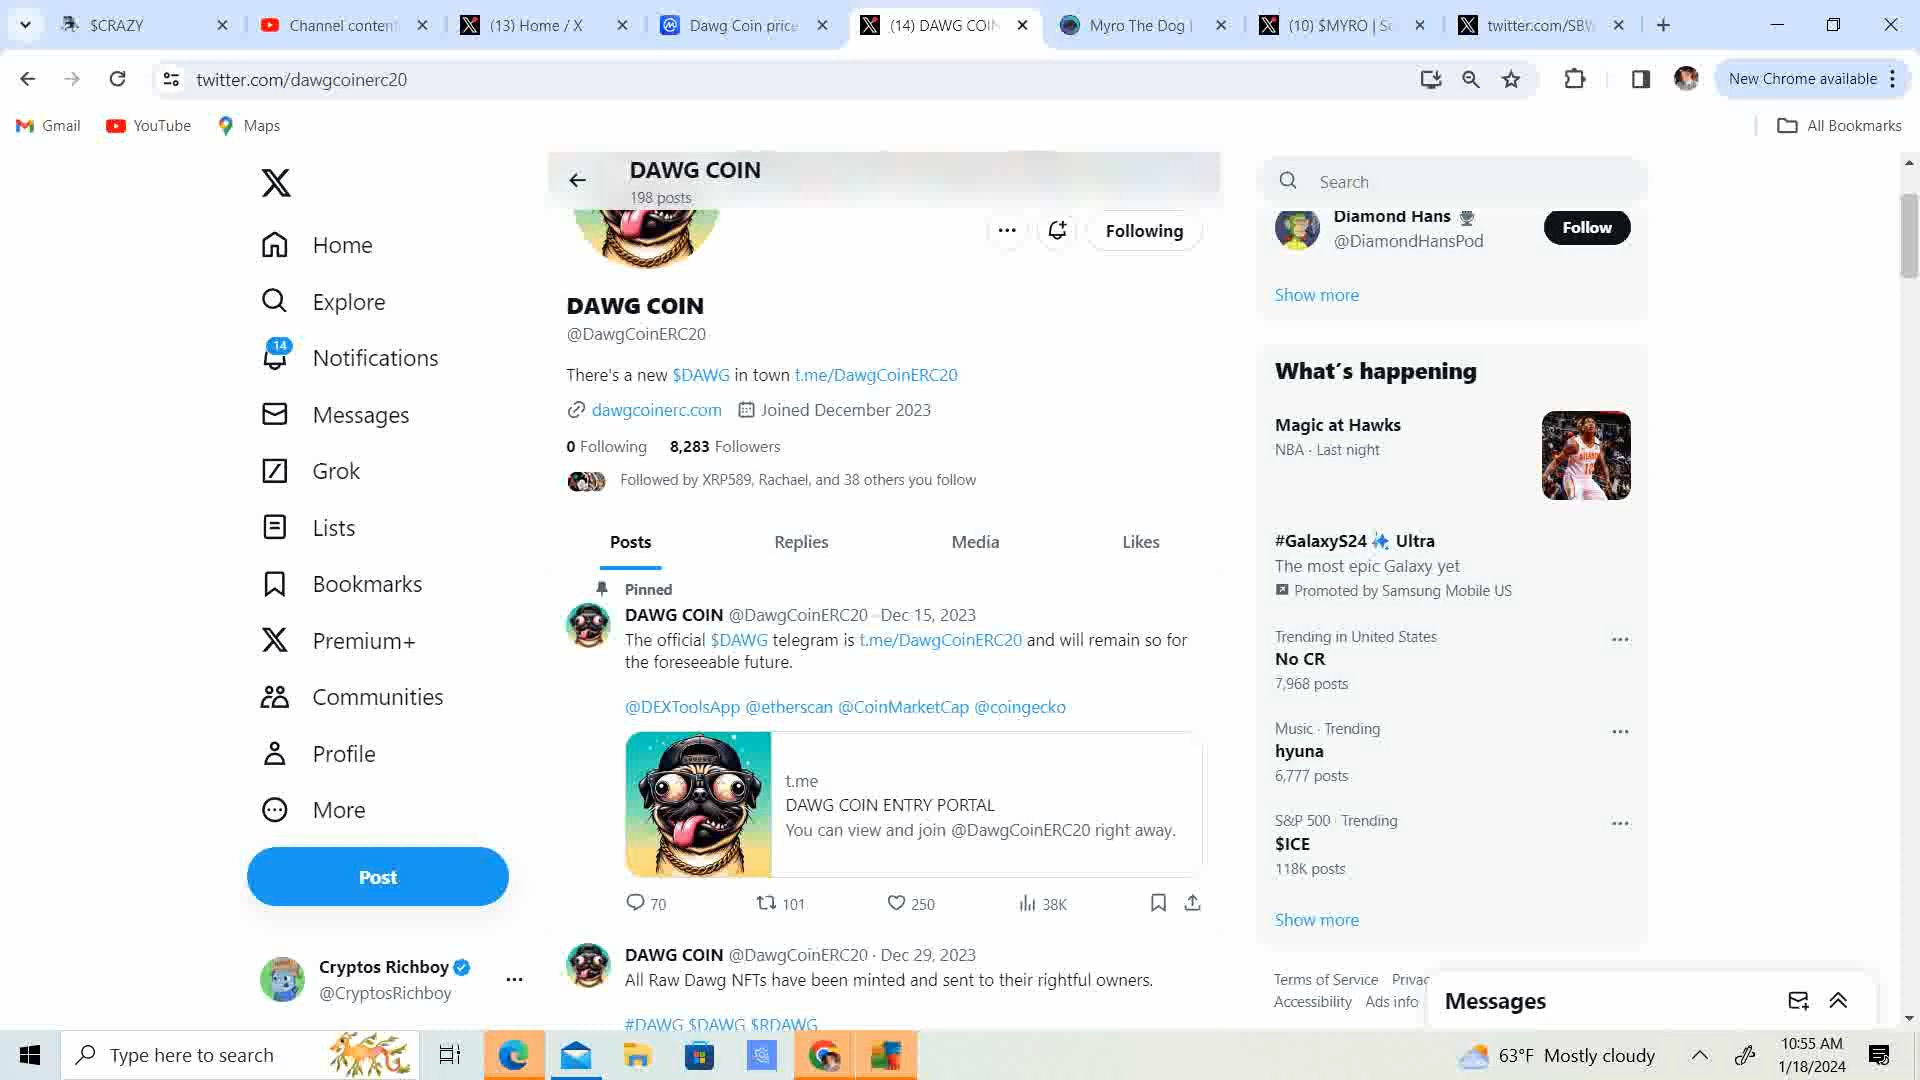 $CRAZY
Channel content
(13) Home / X
Dawg Coin price
(14) DAWG COIN
Myro The Dog |
(10) $MYRO | Se
twitter.com/SBW
twitter.com/dawgcoinerc20
New Chrome available
Gmail
YouTube
Maps
All Bookmarks
Home
Explore
14
Notifications
Messages
Grok
Lists
Bookmarks
Premium+
Communities
Profile
More
Post
Cryptos Richboy
@CryptosRichboy
DAWG COIN
198 posts
Following
DAWG COIN
@DawgCoinERC20
There's a new $DAWG in town t.me/DawgCoinERC20
dawgcoinerc.com Joined December 2023
0 Following 8,283 Followers
Followed by XRP589, Rachael, and 38 others you follow
Posts Replies Media Likes
Pinned
DAWG COIN @DawgCoinERC20 · Dec 15, 2023
The official $DAWG telegram is t.me/DawgCoinERC20 and will remain so for
the foreseeable future.
@DEXToolsApp @etherscan @CoinMarketCap @coingecko
t.me
DAWG COIN ENTRY PORTAL
You can view and join @DawgCoinERC20 right away.
70 101 250 38K
DAWG COIN @DawgCoinERC20 · Dec 29, 2023
All Raw Dawg NFTs have been minted and sent to their rightful owners.
#DAWG $DAWG $RDAWG
Search
Diamond Hans
@DiamondHansPod
Follow
Show more
What's happening
Magic at Hawks
NBA · Last night
#GalaxyS24 Ultra
The most epic Galaxy yet
Promoted by Samsung Mobile US
Trending in United States
No CR
7,968 posts
Music · Trending
hyuna
6,777 posts
S&P 500 · Trending
$ICE
118K posts
Show more
Terms of Service Privac
Accessibility Ads info
Messages
Type here to search
63°F Mostly cloudy
10:55 AM
1/18/2024